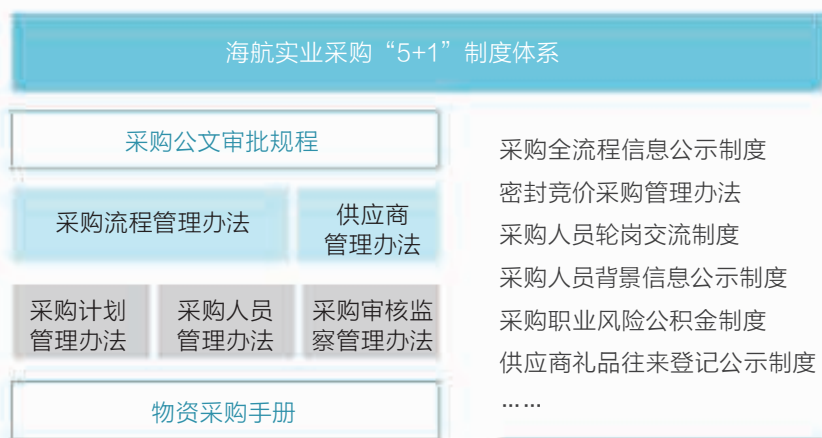 海航实业采购“5+1”制度体系
采购公文审批规程
采购流程管理办法
供应商
管理办法
采购计划
管理办法
采购人员
管理办法
采购审核监
察管理办法
物资采购手册
采购全流程信息公示制度
密封竞价采购管理办法
采购人员轮岗交流制度
采购人员背景信息公示制度
采购职业风险公积金制度
供应商礼品往来登记公示制度
……